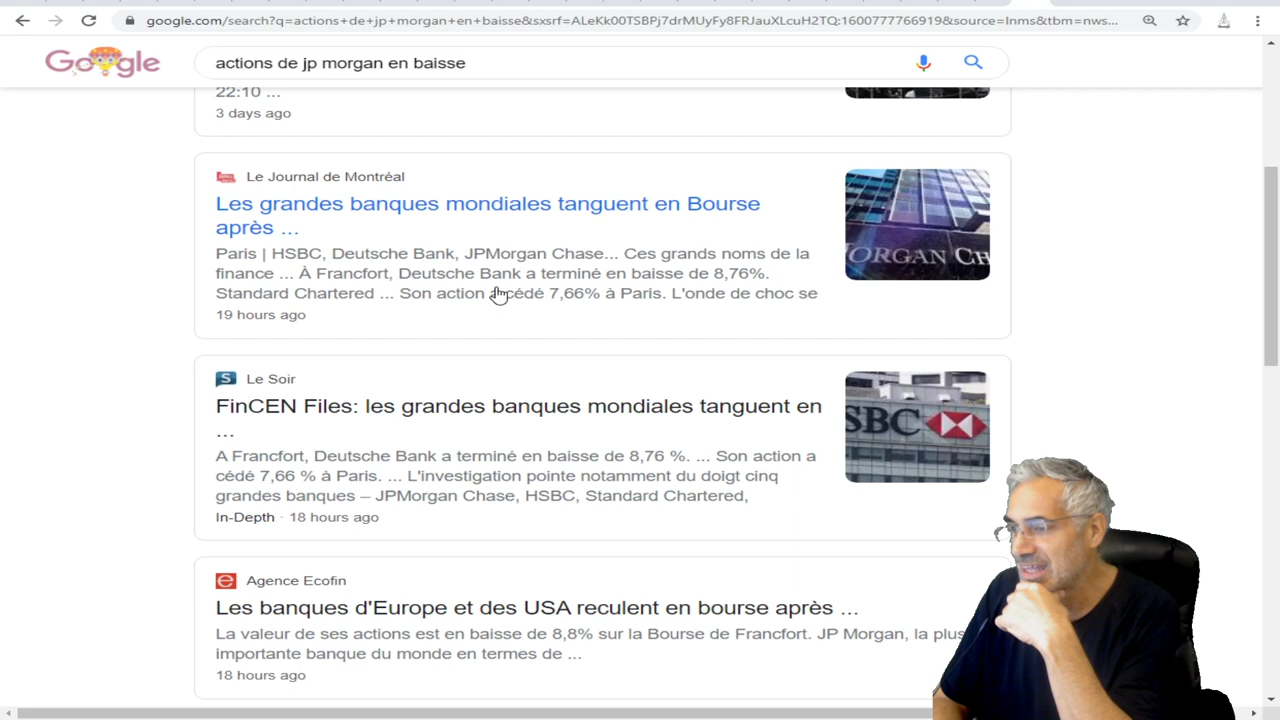 google.com/search?q=actions+de+jp+morgan+en+baisse&sxsrf=ALeKk00TSBPj7drMUyFy8FRJauXLcuH2TQ:1600777766919&source=lnms&tbm=nws...
Google
actions de jp morgan en baisse
22:10 ...
3 days ago
Le Journal de Montréal
Les grandes banques mondiales tanguent en Bourse
après ...
Paris | HSBC, Deutsche Bank, JPMorgan Chase... Ces grands noms de la
finance ... À Francfort, Deutsche Bank a terminé en baisse de 8,76%.
Standard Chartered ... Son action a cédé 7,66% à Paris. L'onde de choc se
19 hours ago
ORGAN CH
Le Soir
FinCEN Files: les grandes banques mondiales tanguent en
...
A Francfort, Deutsche Bank a terminé en baisse de 8,76 %. ... Son action a
cédé 7,66 % à Paris. ... L'investigation pointe notamment du doigt cinq
grandes banques – JPMorgan Chase, HSBC, Standard Chartered,
In-Depth · 18 hours ago
SBC
Agence Ecofin
Les banques d'Europe et des USA reculent en bourse après ...
La valeur de ses actions est en baisse de 8,8% sur la Bourse de Francfort. JP Morgan, la plus
importante banque du monde en termes de ...
18 hours ago